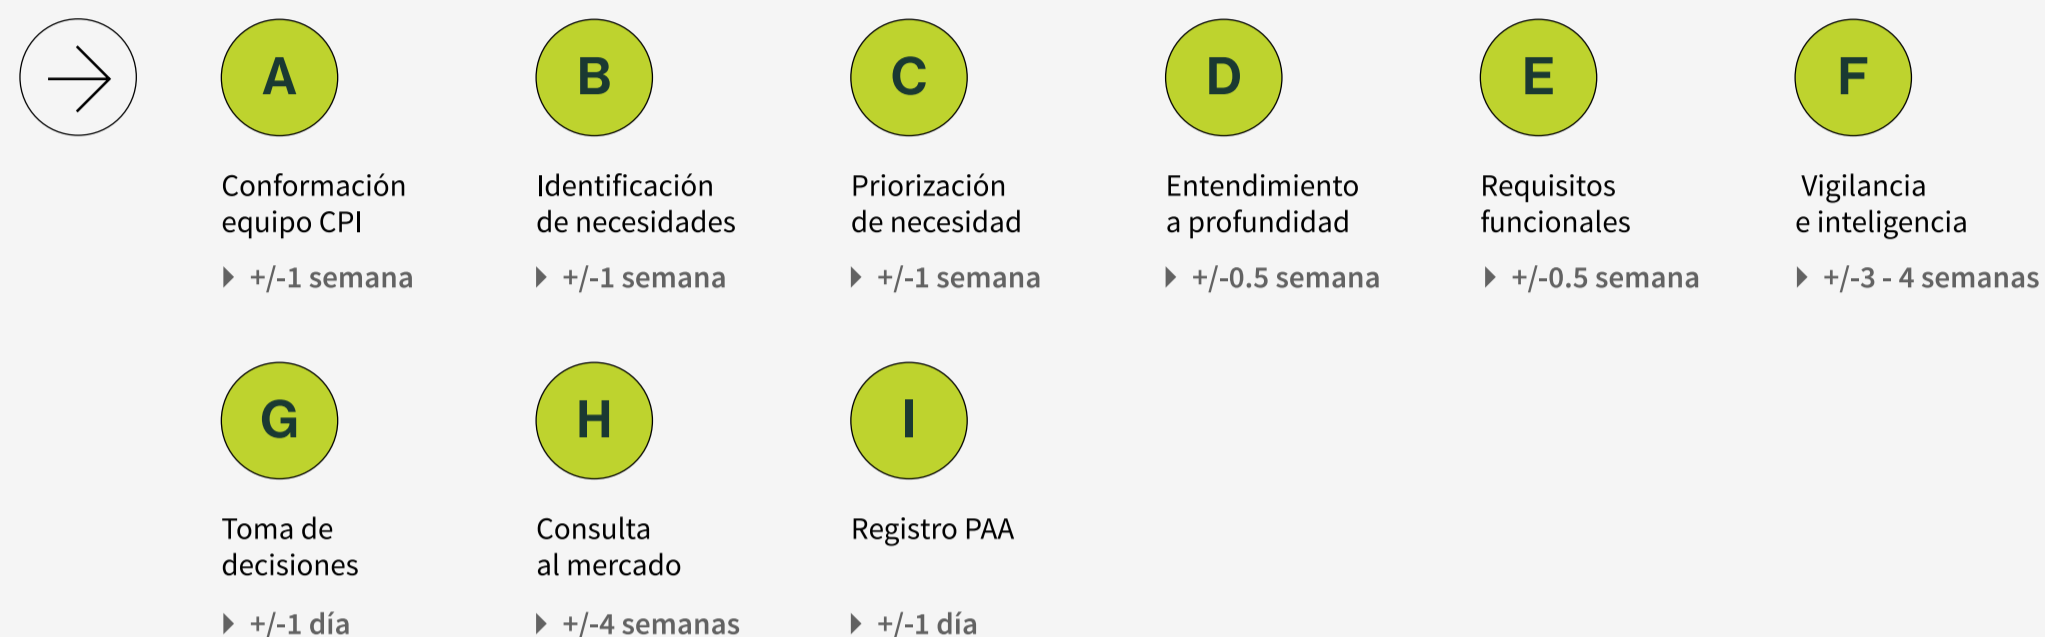 A
B
C
D
E
F
Conformación
equipo CPI
+/-1 semana
Identificación
de necesidades
+/-1 semana
Priorización
de necesidad
+/-1 semana
Entendimiento
a profundidad
+/-0.5 semana
Requisitos
funcionales
+/-0.5 semana
Vigilancia
e inteligencia
+/-3 - 4 semanas
G
H
I
Toma de
decisiones
+/-1 día
Consulta
al mercado
+/-4 semanas
Registro PAA
+/-1 día